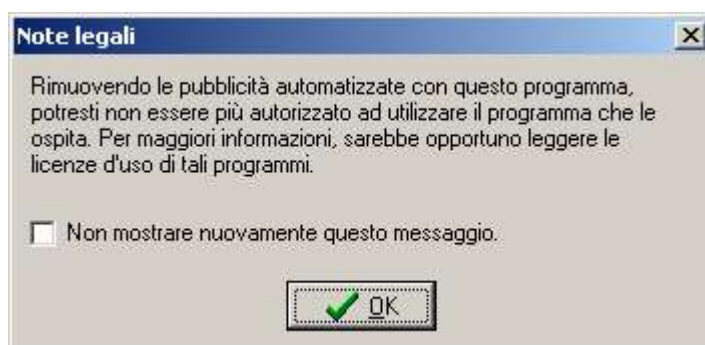 Note legali
Rimuovendo le pubblicità automatizzate con questo programma,
potresti non essere più autorizzato ad utilizzare il programma che le
ospita. Per maggiori informazioni, sarebbe opportuno leggere le
licenze d'uso di tali programmi.
Non mostrare nuovamente questo messaggio.
OK